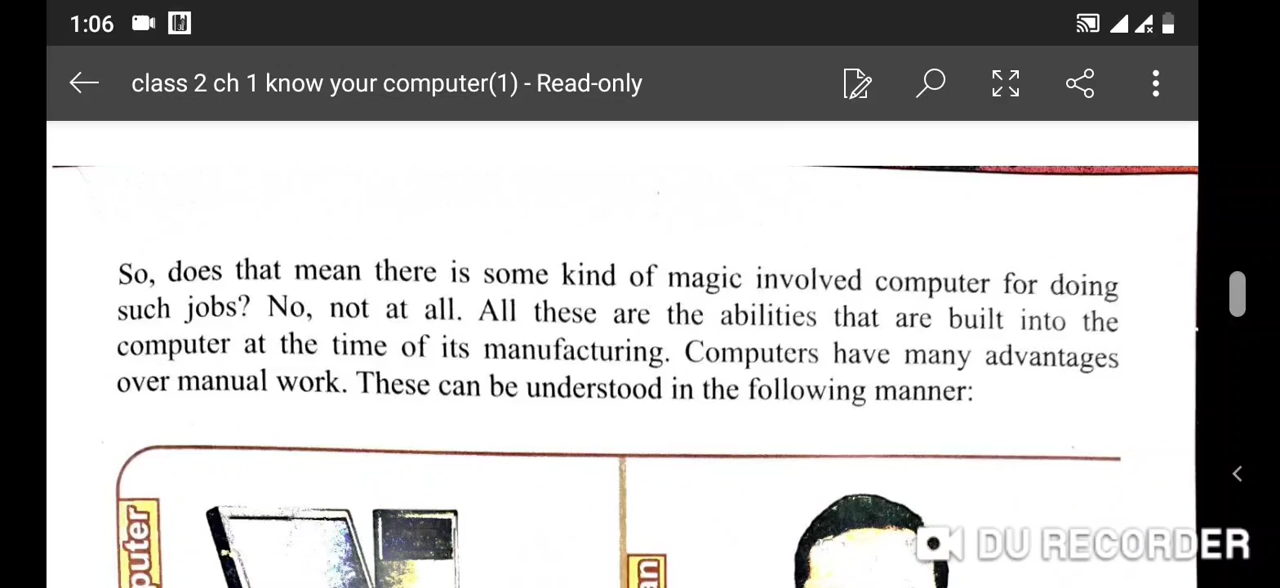 1:06
class 2 ch 1 know your computer(1) - Read-only
So, does that mean there is some kind of magic involved computer for doing
such jobs? No, not at all. All these are the abilities that are built into the
computer at the time of its manufacturing. Computers have many advantages
over manual work. These can be understood in the following manner:
DU RECORDER